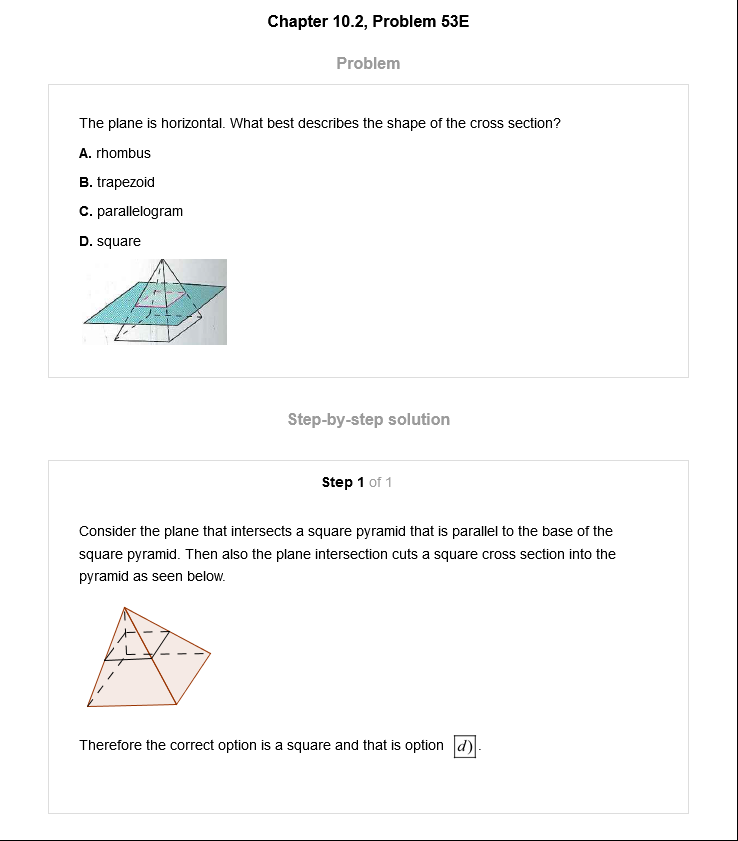 Chapter 10.2, Problem 53E
Problem
The plane is horizontal. What best describes the shape of the cross section?
A. rhombus
B. trapezoid
C. parallelogram
D. square
Step-by-step solution
Step 1 of 1
Consider the plane that intersects a square pyramid that is parallel to the base of the
square pyramid. Then also the plane intersection cuts a square cross section into the
pyramid as seen below.
Therefore the correct option is a square and that is option d).